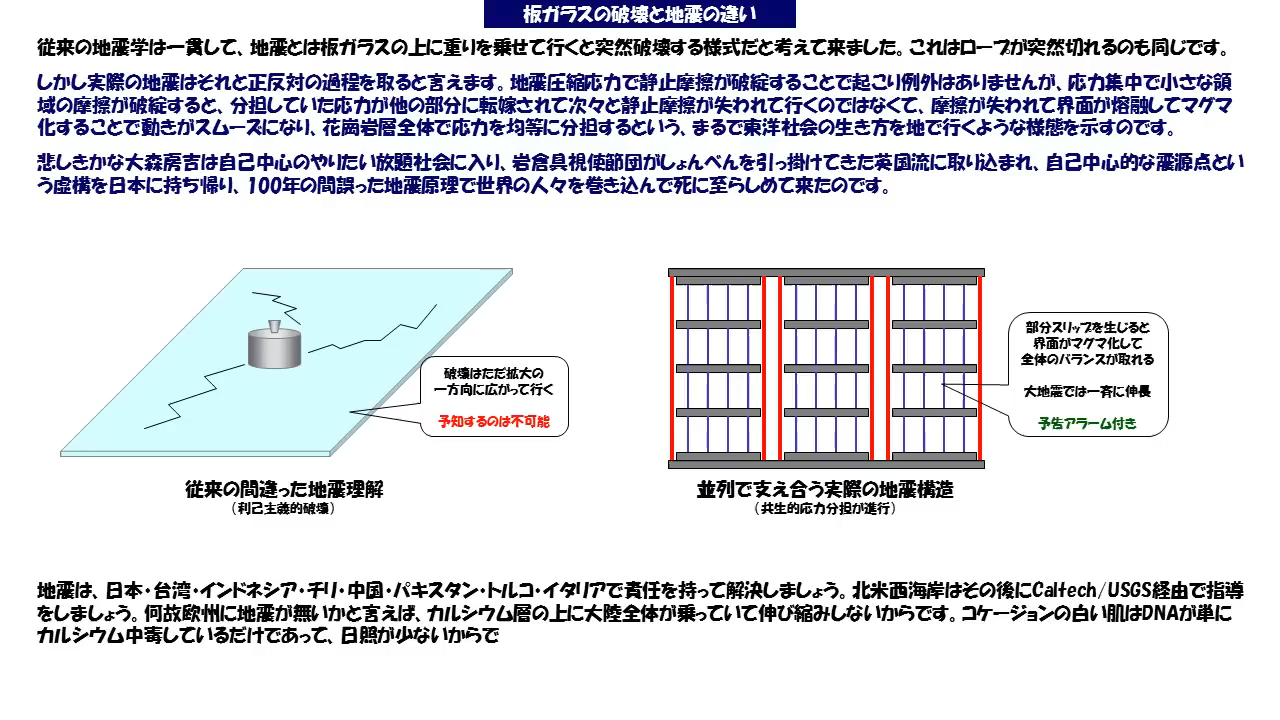 板ガラスの破壊と地震の違い
従来の地震学は一貫して、地震とは板ガラスの上に重りを乗せて行くと突然破壊する様式だと考えて来ました。これはロープが突然切れるのも同じです。
しかし実際の地震はそれと正反対の過程を取ると言えます。地震圧縮応力で静止摩擦が破綻することで起こり例外はありませんが、応力集中で小さな領
域の摩擦が破綻すると、分担していた応力が他の部分に転嫁されて次々と静止摩擦が失われて行くのではなくて、摩擦が失われて界面が熔融してマグマ
化することで動きがスムースになり、花崗岩層全体で応力を均等に分担するという、まるで東洋社会の生き方を地で行くような様態を示すのです。
悲しきかな大森房吉は自己中心のやりたい放題社会に入り、岩倉具視使節団がしょんべんを引っ掛けてきた英国流に取り込まれ、自己中心的な震源点とい
う虚構を日本に持ち帰り、100年の間誤った地震原理で世界の人々を巻き込んで死に至らしめて来たのです。
破壊はただ拡大の
一方向に広がって行く
予知するのは不可能
従来の間違った地震理解
（利己主義的破壊）
部分スリップを生じると
界面がマグマ化して
全体のバランスが取れる
大地震では一斉に伸長
予告アラーム付き
並列で支え合う実際の地震構造
（共生的応力分担が進行）
地震は、日本・台湾・インドネシア・チリ・中国・パキスタン・トルコ・イタリアで責任を持って解決しましょう。北米西海岸はその後にCaltech/USGS経由で指導
をしましょう。何故欧州に地震が無いかと言えば、カルシウム層の上に大陸全体が乗っていて伸び縮みしないからです。コケージョンの白い肌はDNAが単に
カルシウム中毒しているだけであって、日照が少ないからで